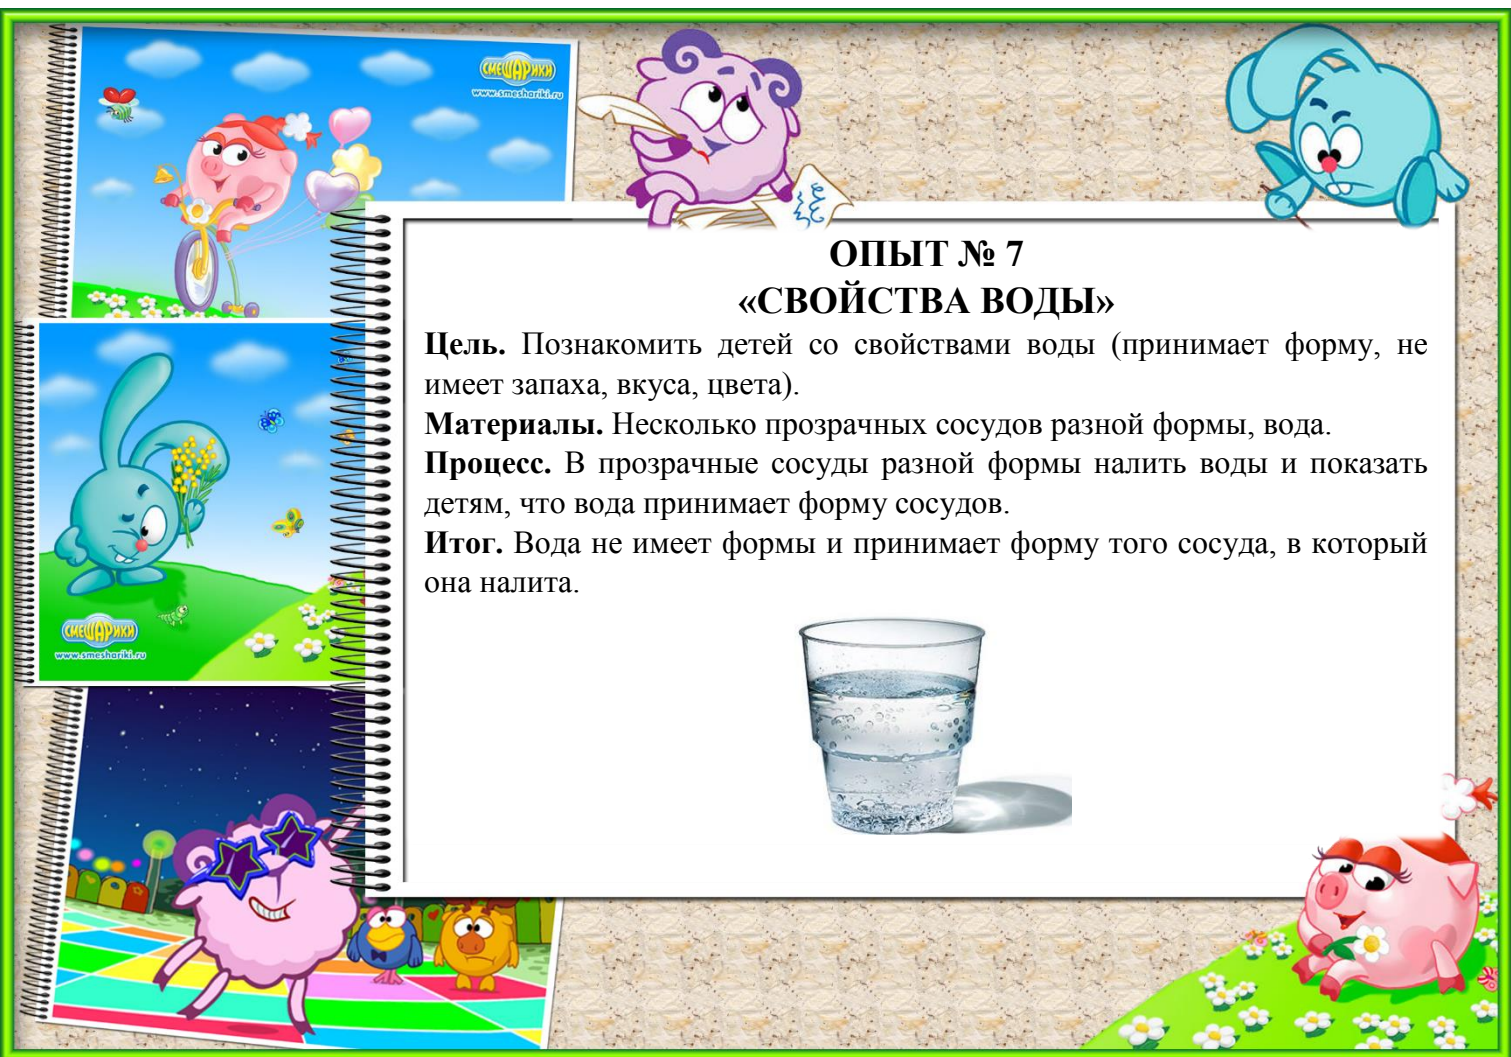 СМЕШАРИКИ
www.smeshariki.ru
ОПЫТ № 7
«СВОЙСТВА ВОДЫ»
Цель. Познакомить детей со свойствами воды (принимает форму, не
имеет запаха, вкуса, цвета).
Материалы. Несколько прозрачных сосудов разной формы, вода.
Процесс. В прозрачные сосуды разной формы налить воды и показать
детям, что вода принимает форму сосудов.
Итог. Вода не имеет формы и принимает форму того сосуда, в который
она налита.
СМЕШАРИКИ
www.smeshariki.ru